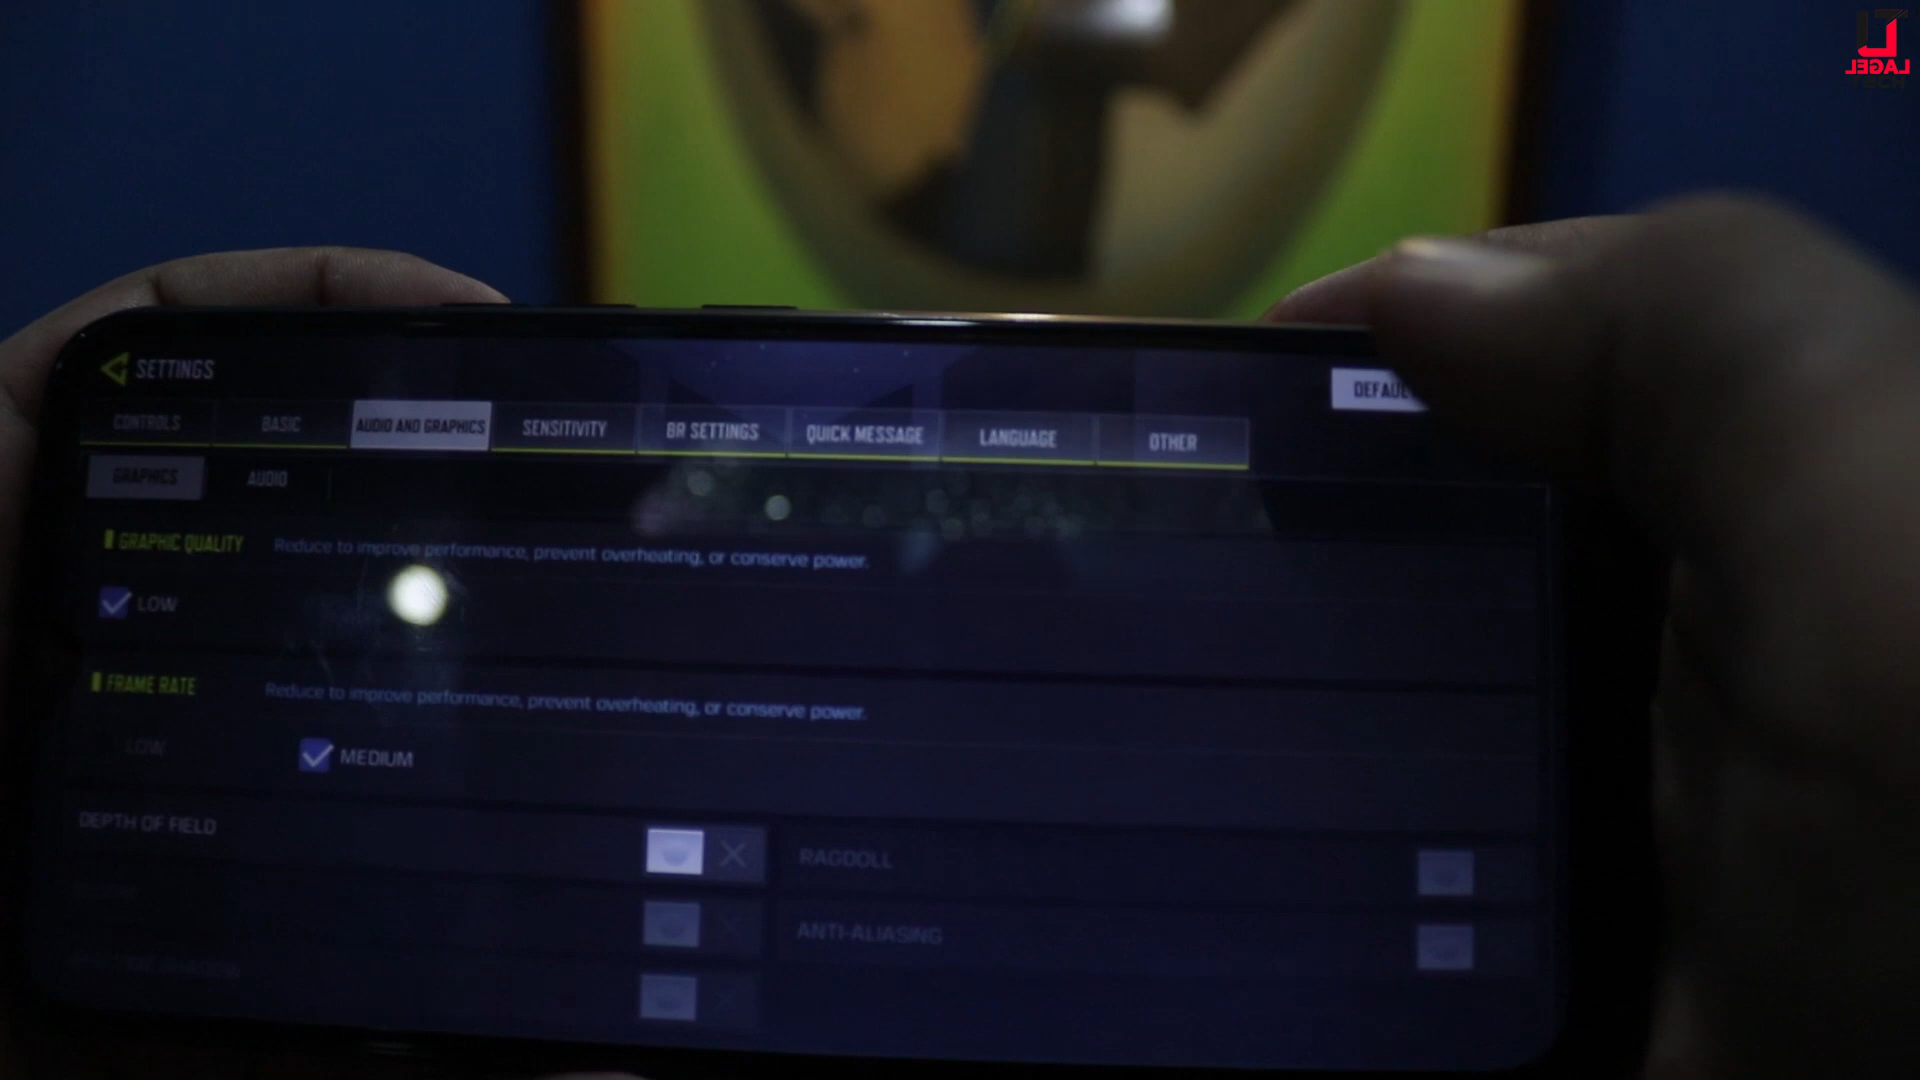 LAGEL
SETTINGS
CONTROLS BASIC AUDIO AND GRAPHICS SENSITIVITY BR SETTINGS QUICK MESSAGE LANGUAGE OTHER
GRAPHICS AUDIO
GRAPHIC QUALITY Reduce to improve performance, prevent overheating, or conserve power.
LOW
FRAME RATE Reduce to improve performance, prevent overheating, or conserve power.
LOW MEDIUM
DEPTH OF FIELD RAGDOLL
ANTI-ALIASING